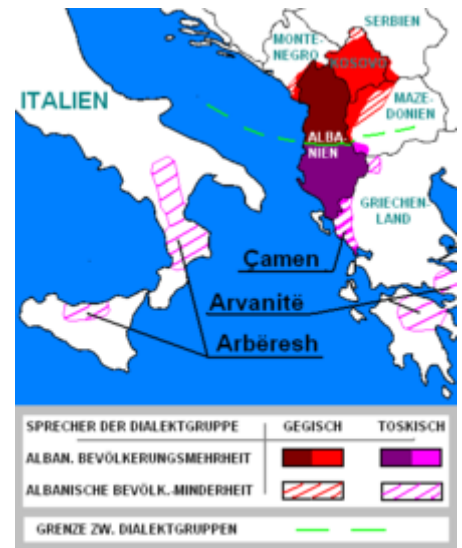 SERBIEN
MONTE-
NEGRO
KOSOVO
ITALIEN
MAZE-
DONIEN
ALBA-
NIEN
GRIECHEN-
LAND
Çamen
Arvanitë
Arbëresh
SPRECHER DER DIALEKTGRUPPE GEGISCH TOSKISCH
ALBAN. BEVÖLKERUNGSMEHRHEIT
ALBANISCHE BEVÖLK.-MINDERHEIT
GRENZE ZW. DIALEKTGRUPPEN